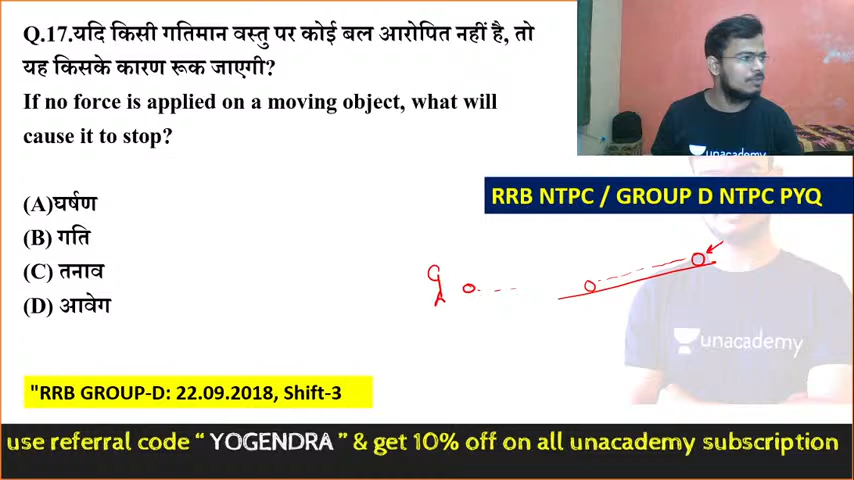 Q.17.यदि किसी गतिमान वस्तु पर कोई बल आरोपित नहीं है, तो
यह किसके कारण रूक जाएगी?
If no force is applied on a moving object, what will
cause it to stop?
unacademy
RRB NTPC / GROUP D NTPC PYQ
(A)घर्षण
(B) गति
(C) तनाव
(D) आवेग
unacademy
"RRB GROUP-D: 22.09.2018, Shift-3
use referral code “ YOGENDRA ” & get 10% off on all unacademy subscription